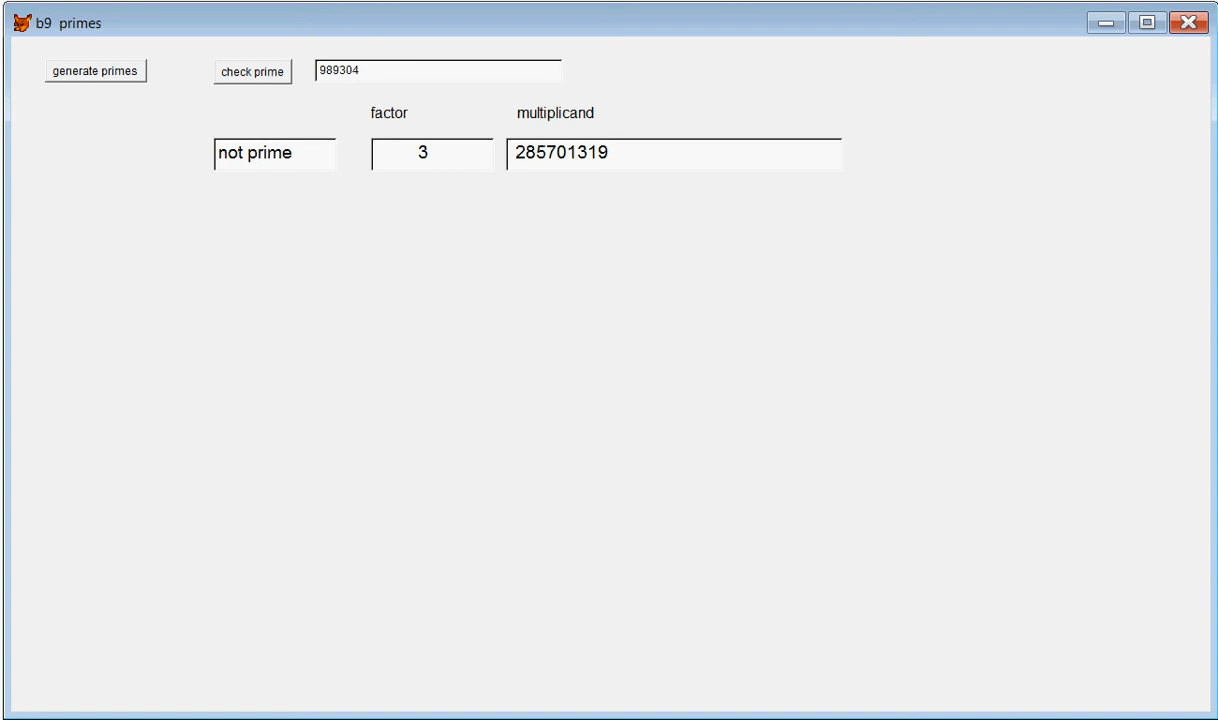 b9 primes
generate primes
check prime
989304
factor
multiplicand
not prime
3
285701319